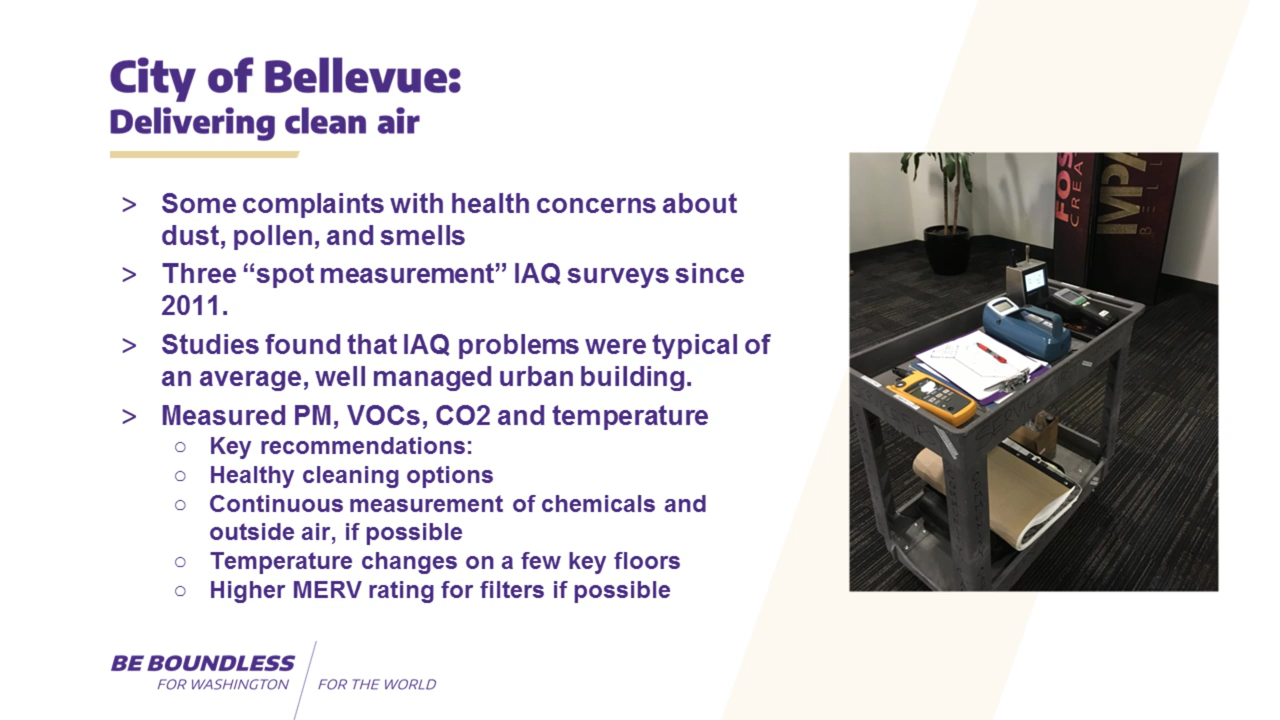 City of Bellevue:
Delivering clean air
> Some complaints with health concerns about
dust, pollen, and smells
> Three “spot measurement” IAQ surveys since
2011.
> Studies found that IAQ problems were typical of
an average, well managed urban building.
> Measured PM, VOCs, CO2 and temperature
○ Key recommendations:
○ Healthy cleaning options
○ Continuous measurement of chemicals and
outside air, if possible
○ Temperature changes on a few key floors
○ Higher MERV rating for filters if possible
FOS
CREA
IMPA
BELL
BE BOUNDLESS
FOR WASHINGTON
FOR THE WORLD